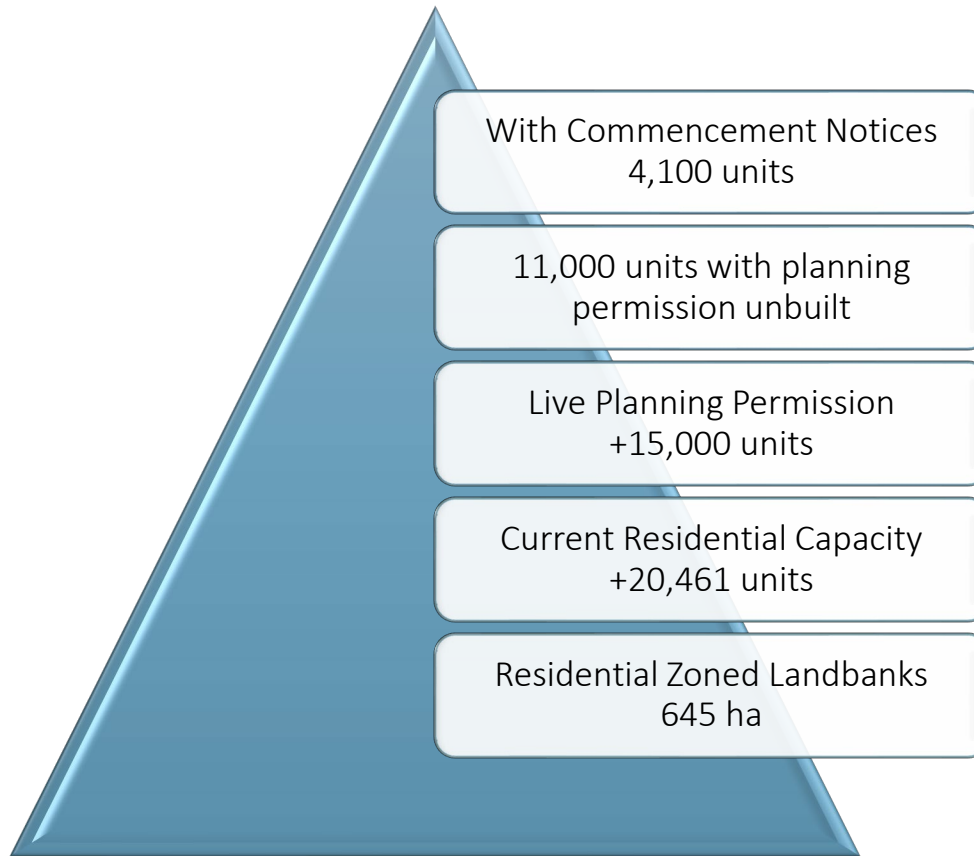 With Commencement Notices
4,100 units
11,000 units with planning
permission unbuilt
Live Planning Permission
+15,000 units
Current Residential Capacity
+20,461 units
Residential Zoned Landbanks
645 ha